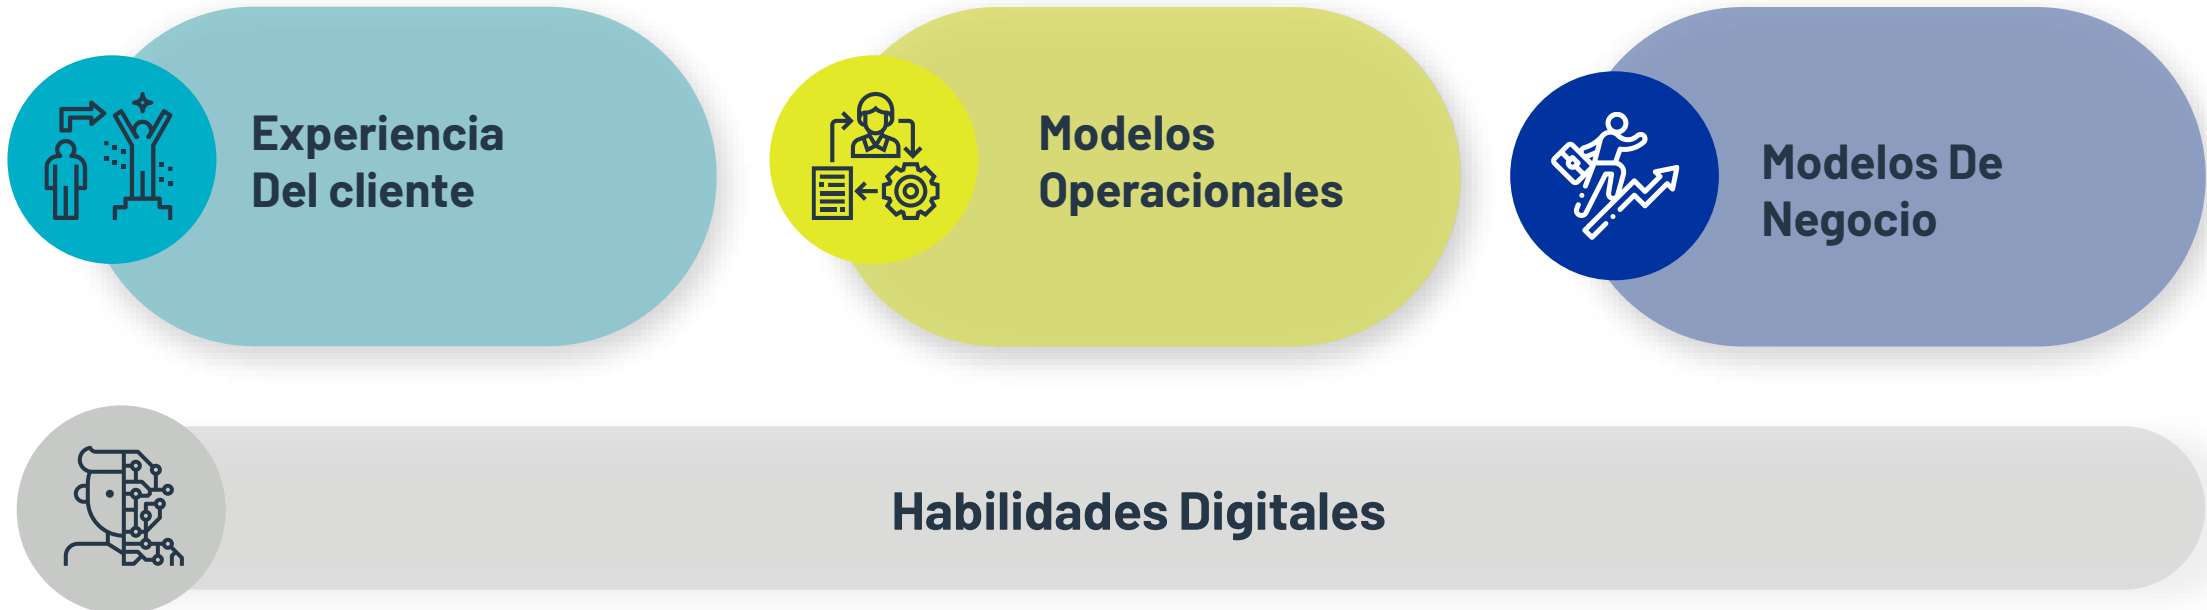 Experiencia
Del cliente
Modelos
Operacionales
Modelos De
Negocio
Habilidades Digitales